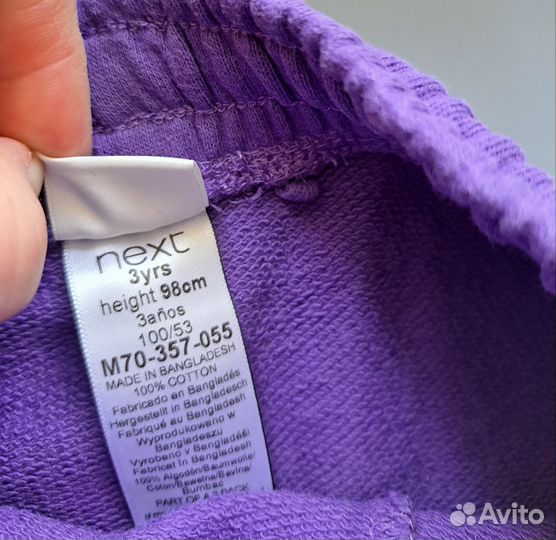 next
3yrs
height 98cm
3años
100/53
M70-357-055
MADE IN BANGLADESH
100% COTTON
Fabricado en Bangladés
Hergestellt in Bangladesch
Fabriqué au Bangladesh
Wyprodukowano w
Bangladeszu
Vyrobeno v Bangladéši
Fabricat în Bangladesh
100% Algodón/Baumwolle/
Coton/Bawełna/Bavlna/
Bumbac
PART OF A 3 PACK
Avito